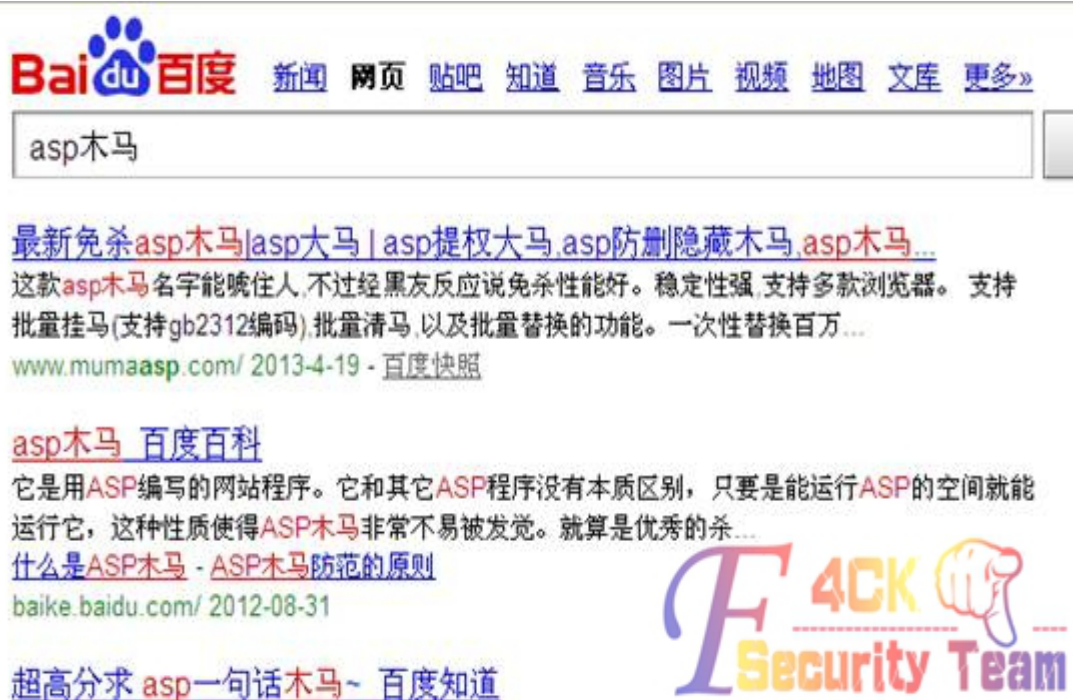 Bai du 百度 新闻 网页 贴吧 知道 音乐 图片 视频 地图 文库 更多»
asp木马
最新免杀asp木马|asp大马 | asp提权大马,asp防删隐藏木马,asp木马...
这款asp木马名字能唬住人,不过经黑友反应说免杀性能好。稳定性强,支持多款浏览器。 支持
批量挂马(支持gb2312编码),批量清马,以及批量替换的功能。一次性替换百万...
www.mumaasp.com/ 2013-4-19 - 百度快照
asp木马_百度百科
它是用ASP编写的网站程序。它和其它ASP程序没有本质区别，只要是能运行ASP的空间就能
运行它，这种性质使得ASP木马非常不易被发觉。就算是优秀的杀...
什么是ASP木马 - ASP木马防范的原则
baike.baidu.com/ 2012-08-31
超高分求 asp一句话木马~_百度知道
F4CK
Security Team